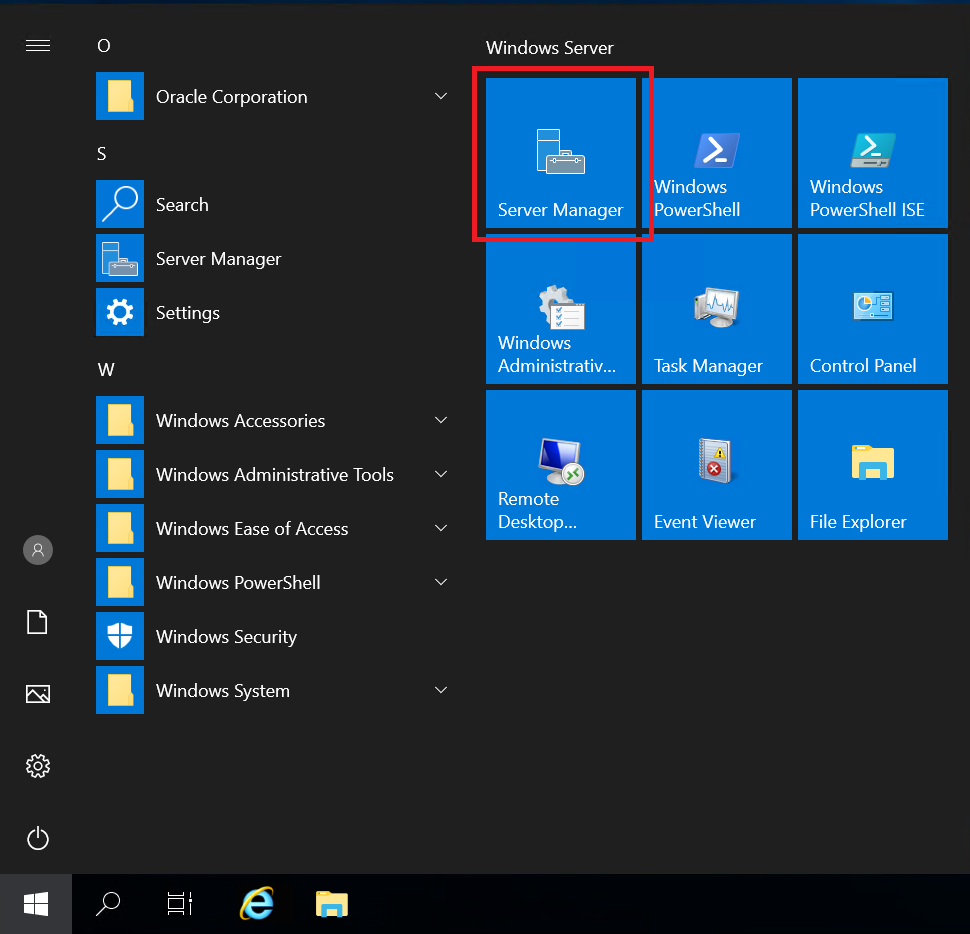 O
Oracle Corporation
S
Search
Server Manager
Settings
W
Windows Accessories
Windows Administrative Tools
Windows Ease of Access
Windows PowerShell
Windows Security
Windows System
Windows Server
Server Manager
Windows
PowerShell
Windows
PowerShell ISE
Windows
Administrativ...
Task Manager
Control Panel
Remote
Desktop...
Event Viewer
File Explorer